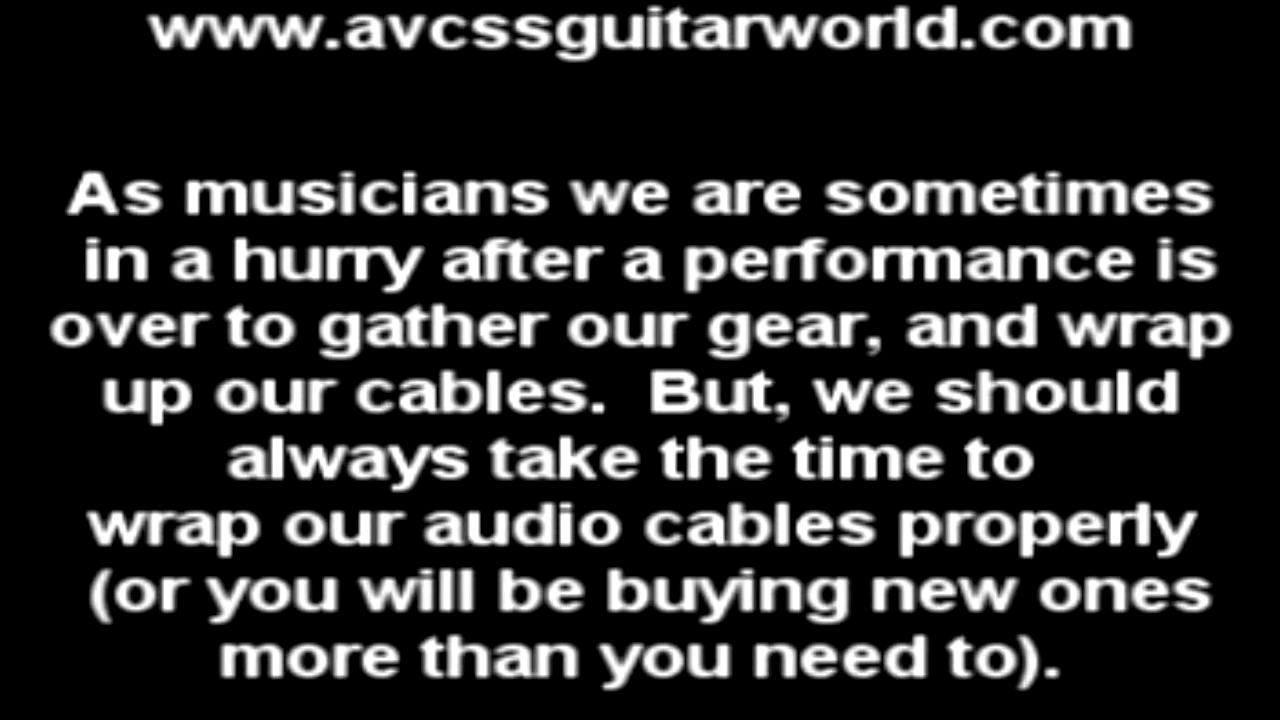 www.avcssguitarworld.com
As musicians we are sometimes
in a hurry after a performance is
over to gather our gear, and wrap
up our cables.  But, we should
always take the time to
wrap our audio cables properly
(or you will be buying new ones
more than you need to).